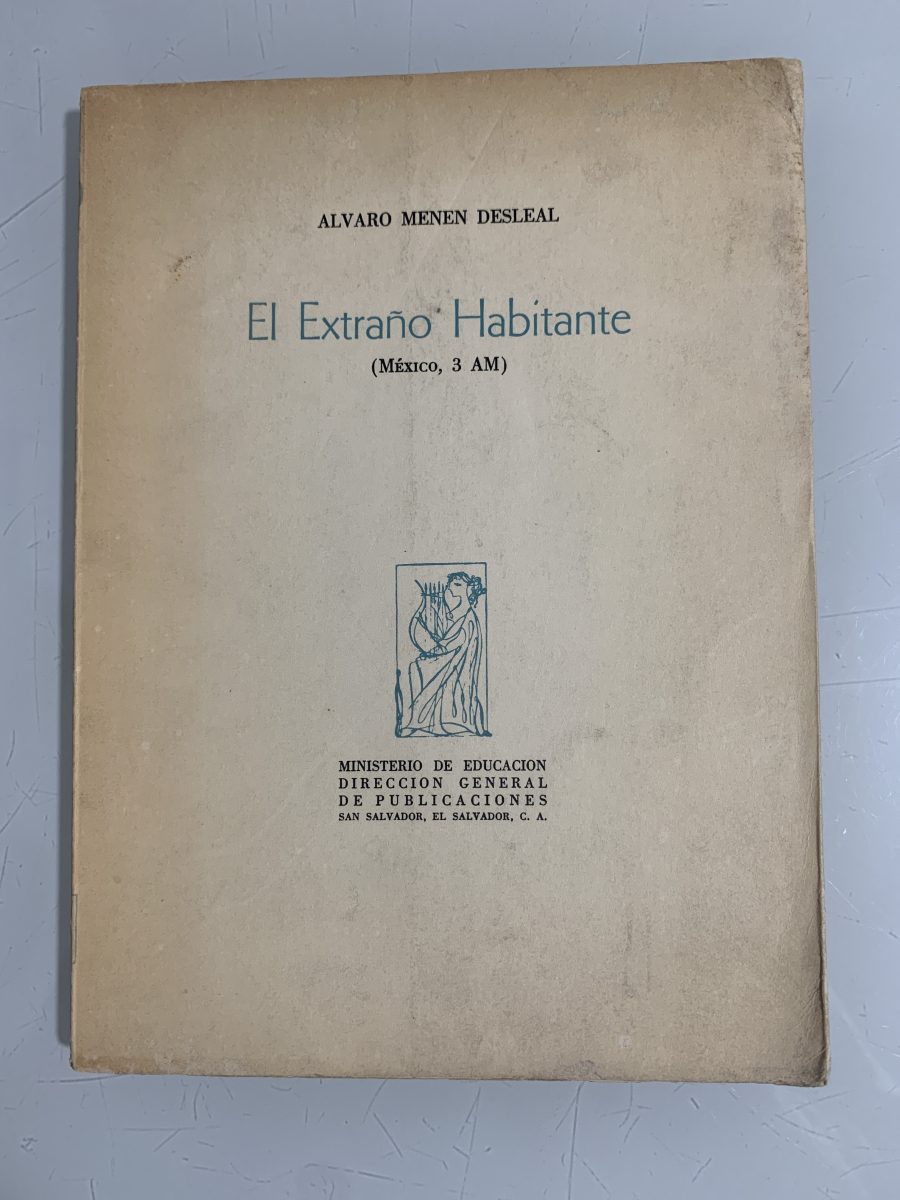 ALVARO MENEN DESLEAL
El Extraño Habitante
(México, 3 AM)
MINISTERIO DE EDUCACION
DIRECCION GENERAL
DE PUBLICACIONES
SAN SALVADOR, EL SALVADOR, C. A.